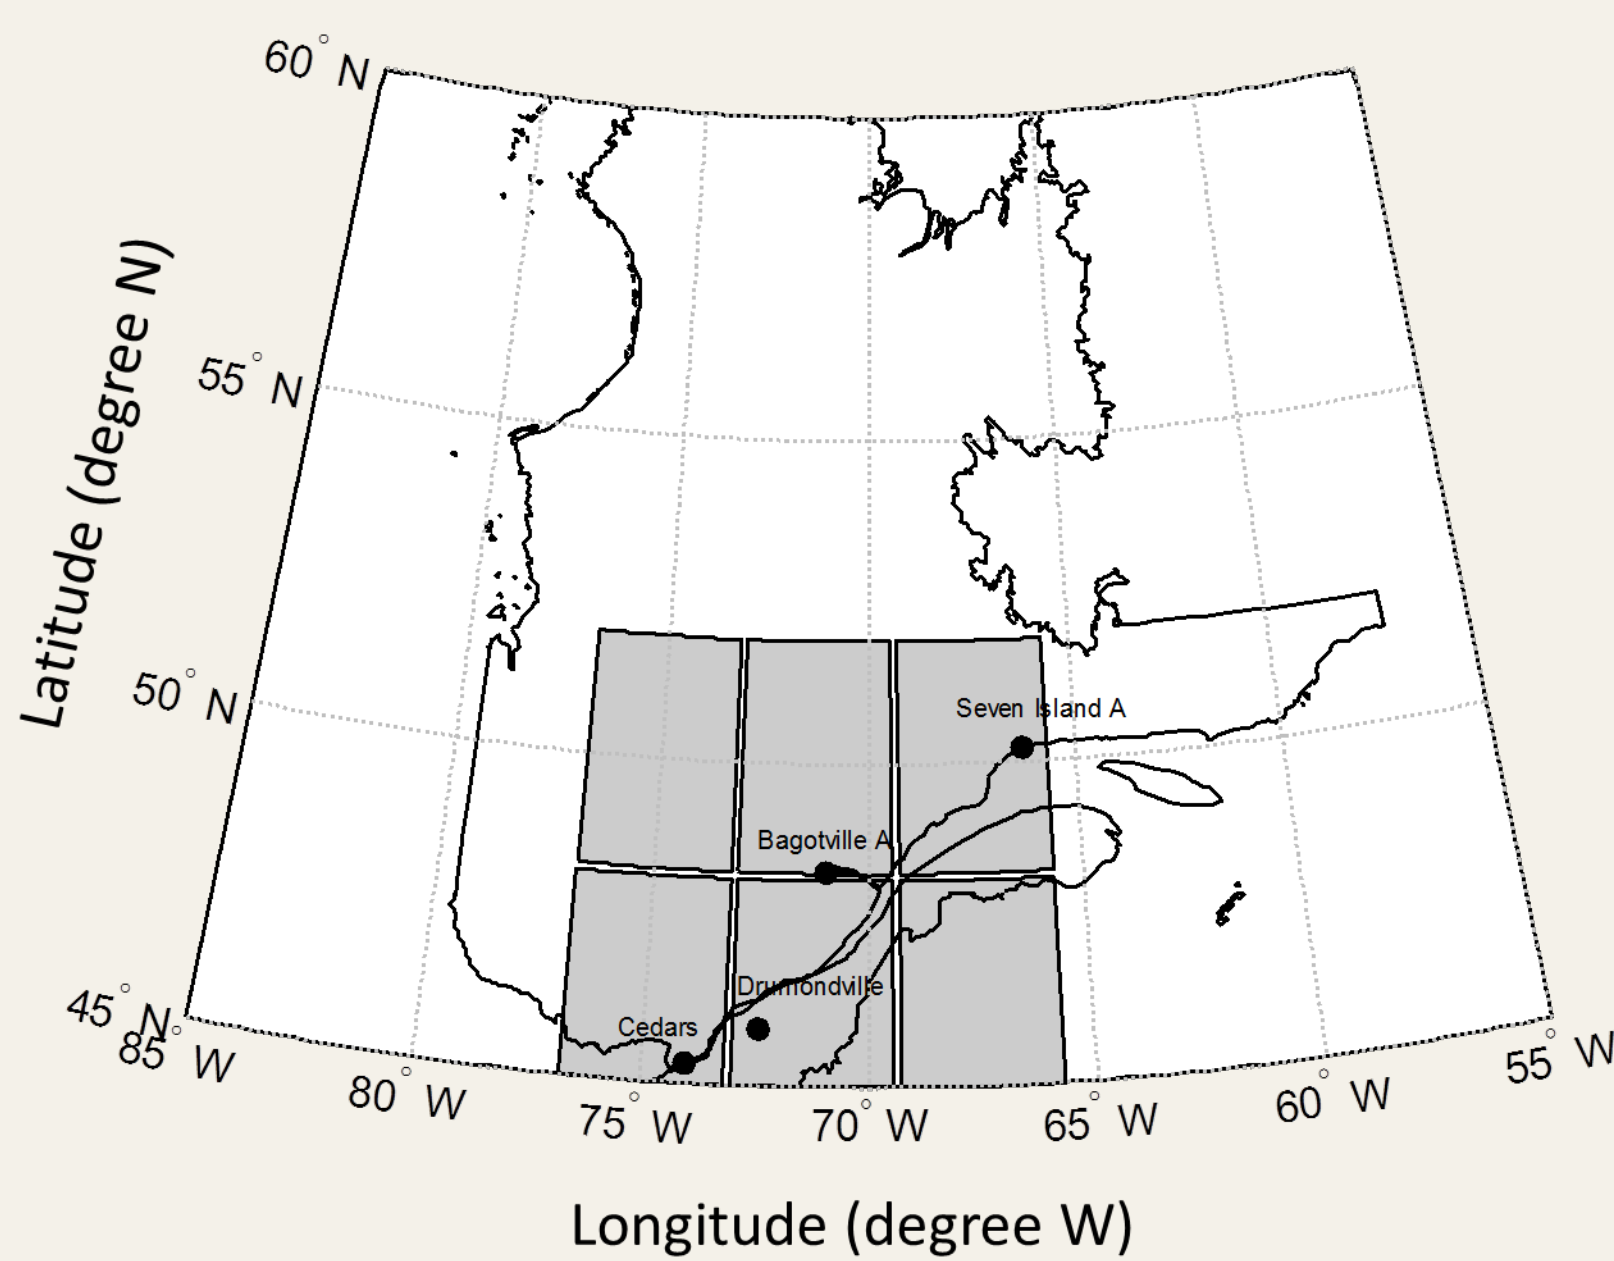 60° N
55° N
50° N
45° N
Latitude (degree N)
Seven Island A
Bagotville A
Drumondville
Cedars
85° W
80° W
75° W
70° W
65° W
60° W
55° W
Longitude (degree W)